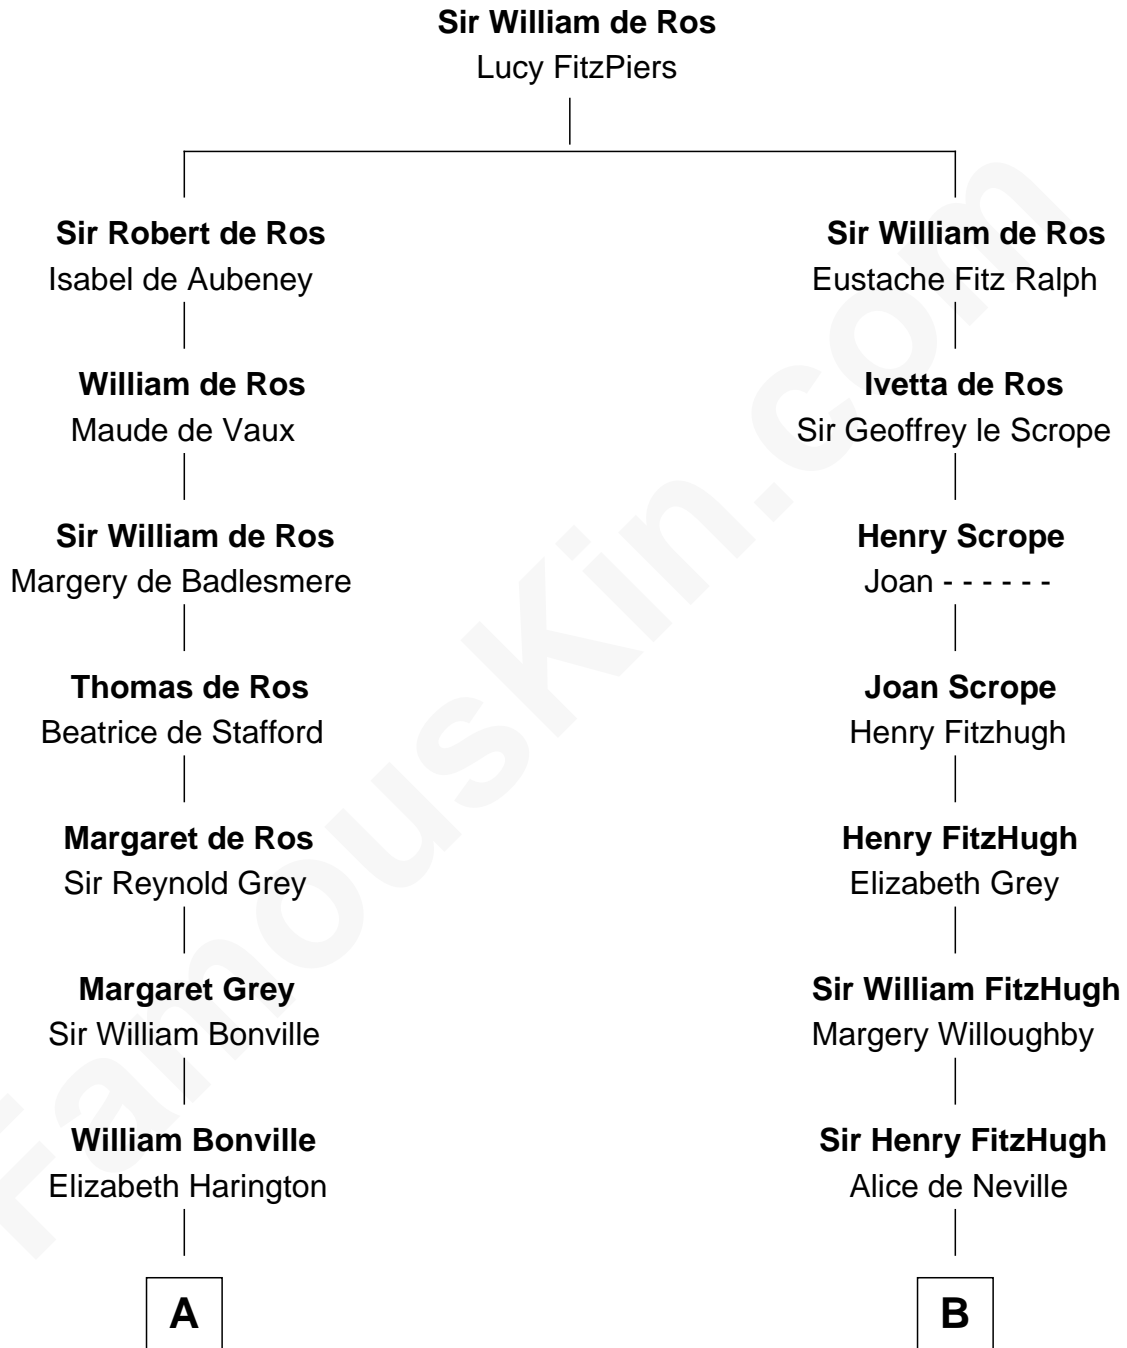 Sir William de Ros
Lucy FitzPiers
Sir Robert de Ros
Isabel de Aubeney
William de Ros
Maude de Vaux
Sir William de Ros
Margery de Badlesmere
Thomas de Ros
Beatrice de Stafford
Margaret de Ros
Sir Reynold Grey
Margaret Grey
Sir William Bonville
William Bonville
Elizabeth Harington
A
Sir William de Ros
Eustache Fitz Ralph
Ivetta de Ros
Sir Geoffrey le Scrope
Henry Scrope
Joan - - - - - -
Joan Scrope
Henry Fitzhugh
Henry FitzHugh
Elizabeth Grey
Sir William FitzHugh
Margery Willoughby
Sir Henry FitzHugh
Alice de Neville
B
FamousKin.com